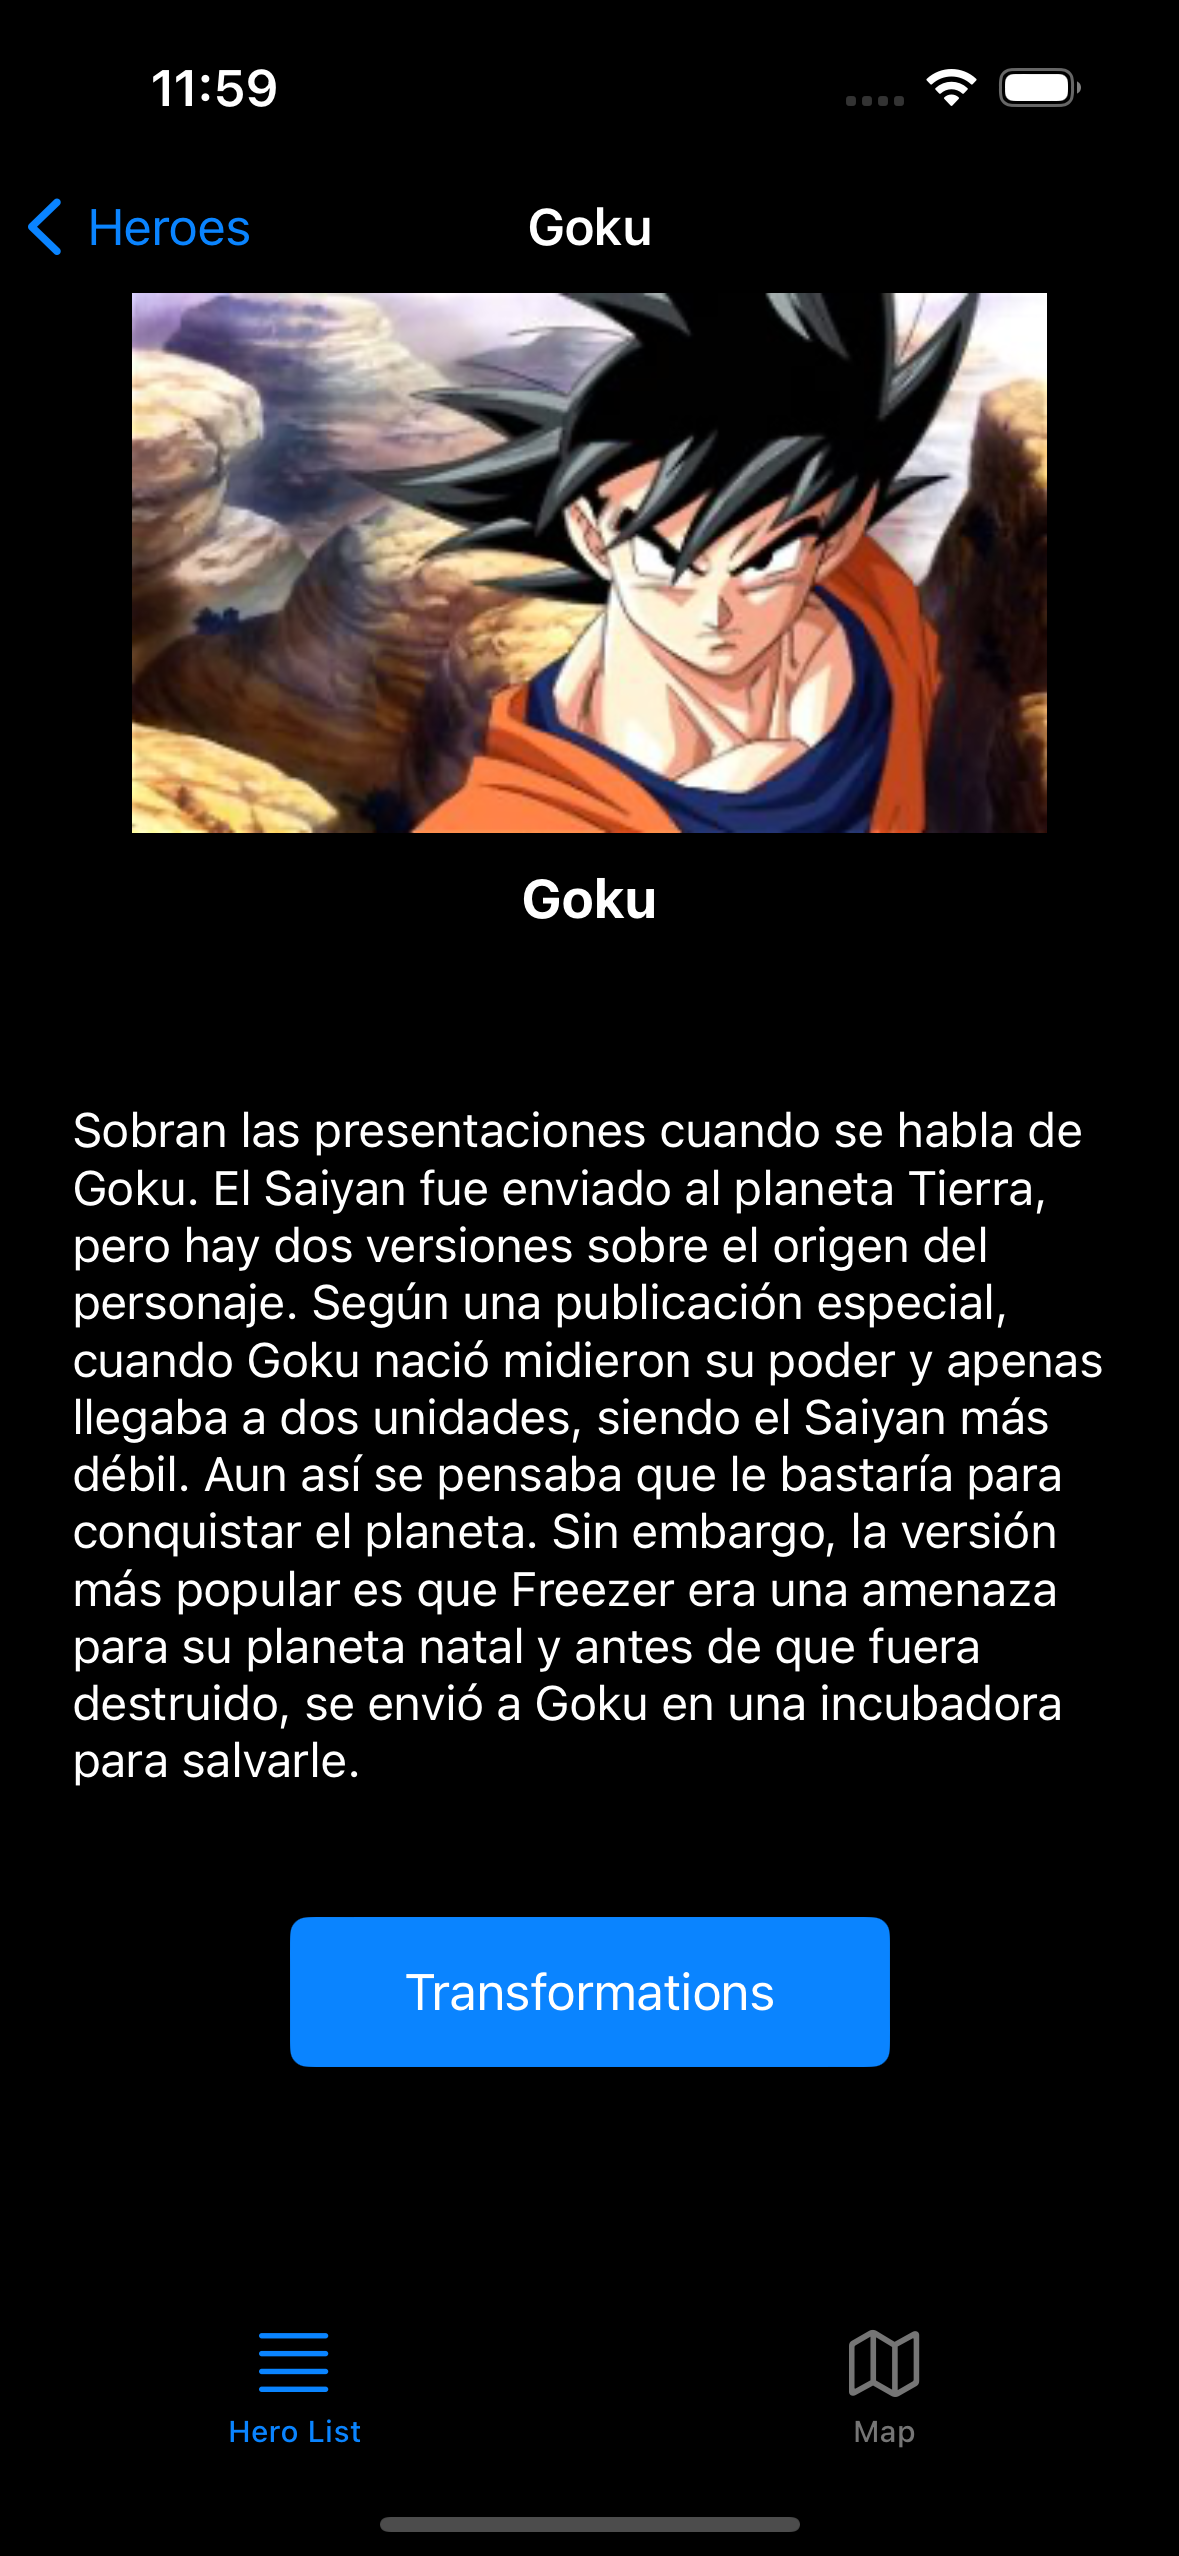 11:59
Heroes
Goku
Goku
Sobran las presentaciones cuando se habla de
Goku. El Saiyan fue enviado al planeta Tierra,
pero hay dos versiones sobre el origen del
personaje. Según una publicación especial,
cuando Goku nació midieron su poder y apenas
llegaba a dos unidades, siendo el Saiyan más
débil. Aun así se pensaba que le bastaría para
conquistar el planeta. Sin embargo, la versión
más popular es que Freezer era una amenaza
para su planeta natal y antes de que fuera
destruido, se envió a Goku en una incubadora
para salvarle.
Transformations
Hero List
Map